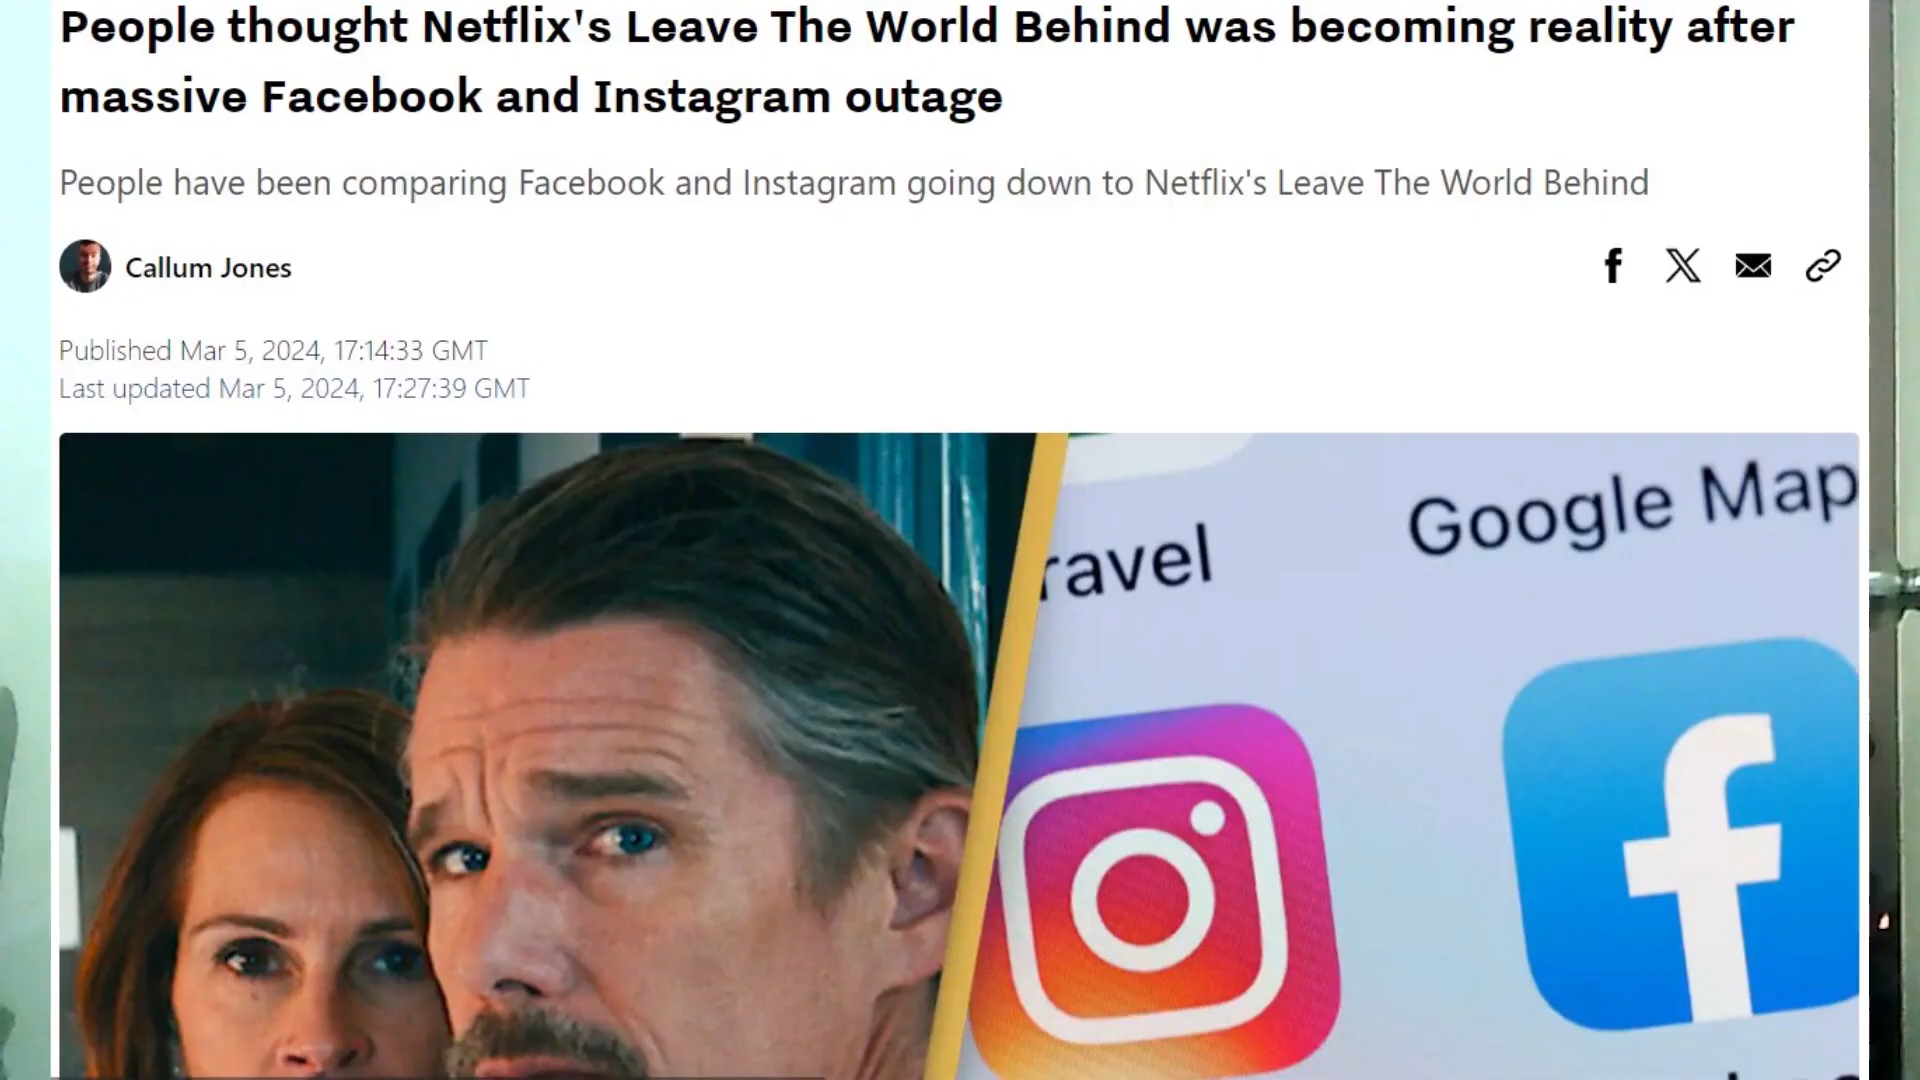 People thought Netflix's Leave The World Behind was becoming reality after
massive Facebook and Instagram outage
People have been comparing Facebook and Instagram going down to Netflix's Leave The World Behind
Callum Jones
Published Mar 5, 2024, 17:14:33 GMT
Last updated Mar 5, 2024, 17:27:39 GMT
Google Map
ravel